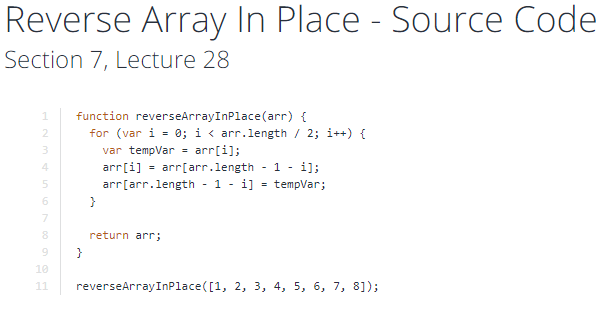 Reverse Array In Place - Source Code
Section 7, Lecture 28
1 function reverseArrayInPlace(arr) {
2   for (var i = 0; i < arr.length / 2; i++) {
3     var tempVar = arr[i];
4     arr[i] = arr[arr.length - 1 - i];
5     arr[arr.length - 1 - i] = tempVar;
6   }
7
8   return arr;
9 }
10
11 reverseArrayInPlace([1, 2, 3, 4, 5, 6, 7, 8]);